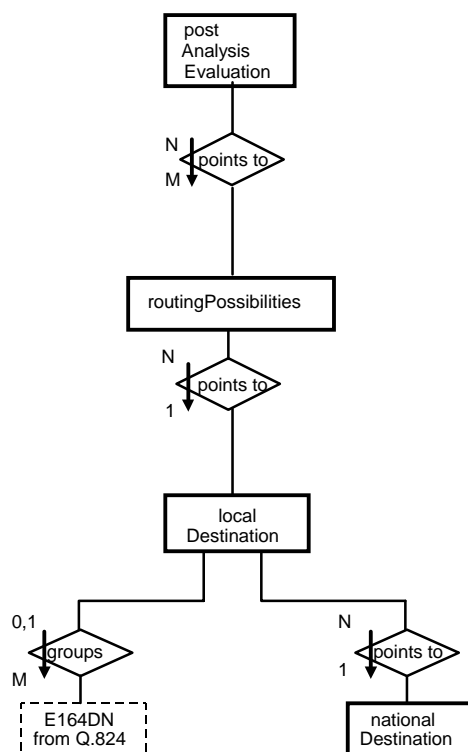 post
Analysis
Evaluation
N
points to
M
routingPossibilities
N
points to
1
local
Destination
0,1
groups
M
N
points to
1
E164DN
from Q.824
national
Destination